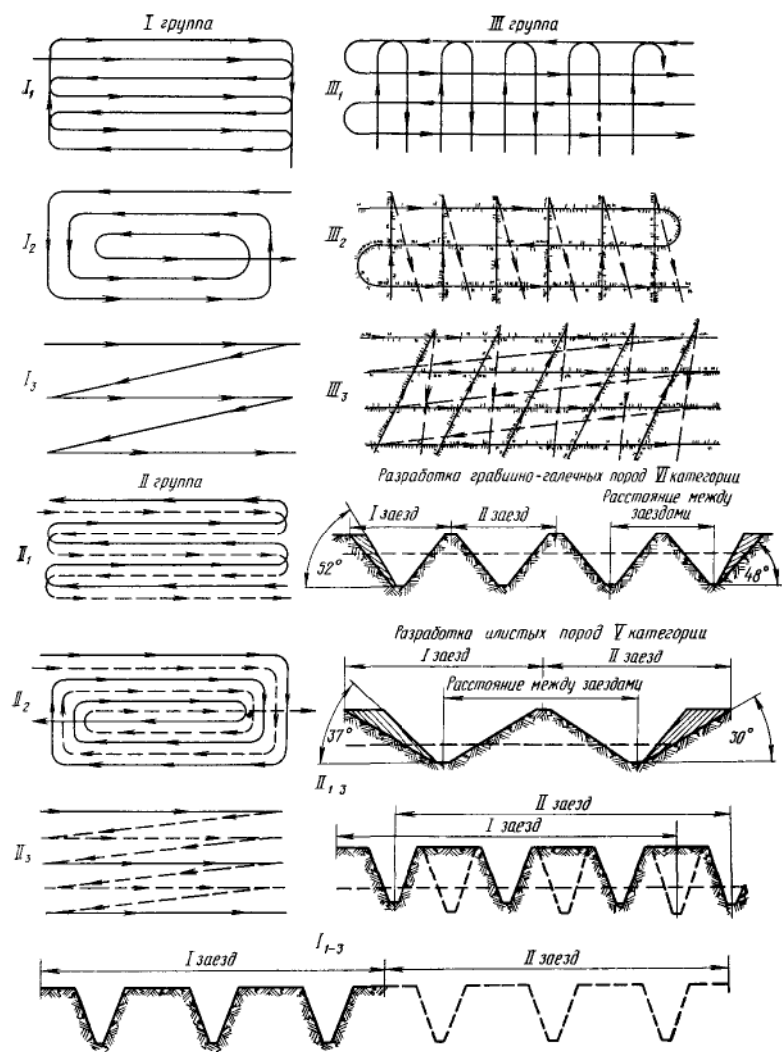 I группа
I₁
I₂
I₃
II группа
II₁
II₂
II₃
III группа
III₁
III₂
III₃
Разработка гравийно-галечных пород VI категории
I заезд
II заезд
Расстояние между
заездами
52°
48°
Разработка илистых пород V категории
I заезд
II заезд
Расстояние между заездами
37°
30°
II₁₋₃
II заезд
I заезд
I₁₋₃
I заезд
II заезд